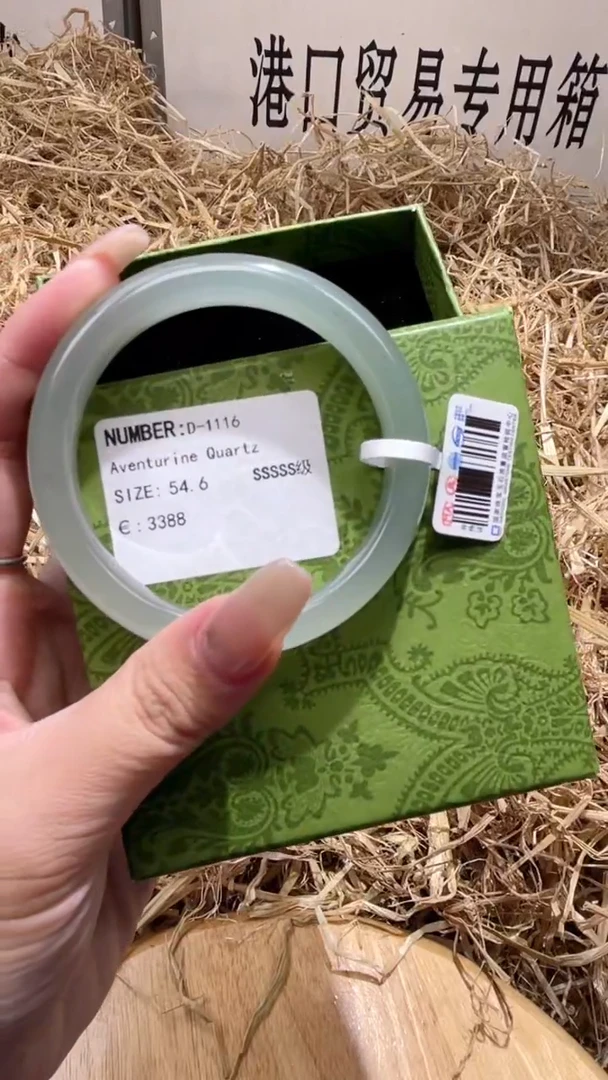 港口贸易专用箱
NUMBER:D-1116
Aventurine Quartz
SIZE: 54.6 SSSSS级
€: 3388